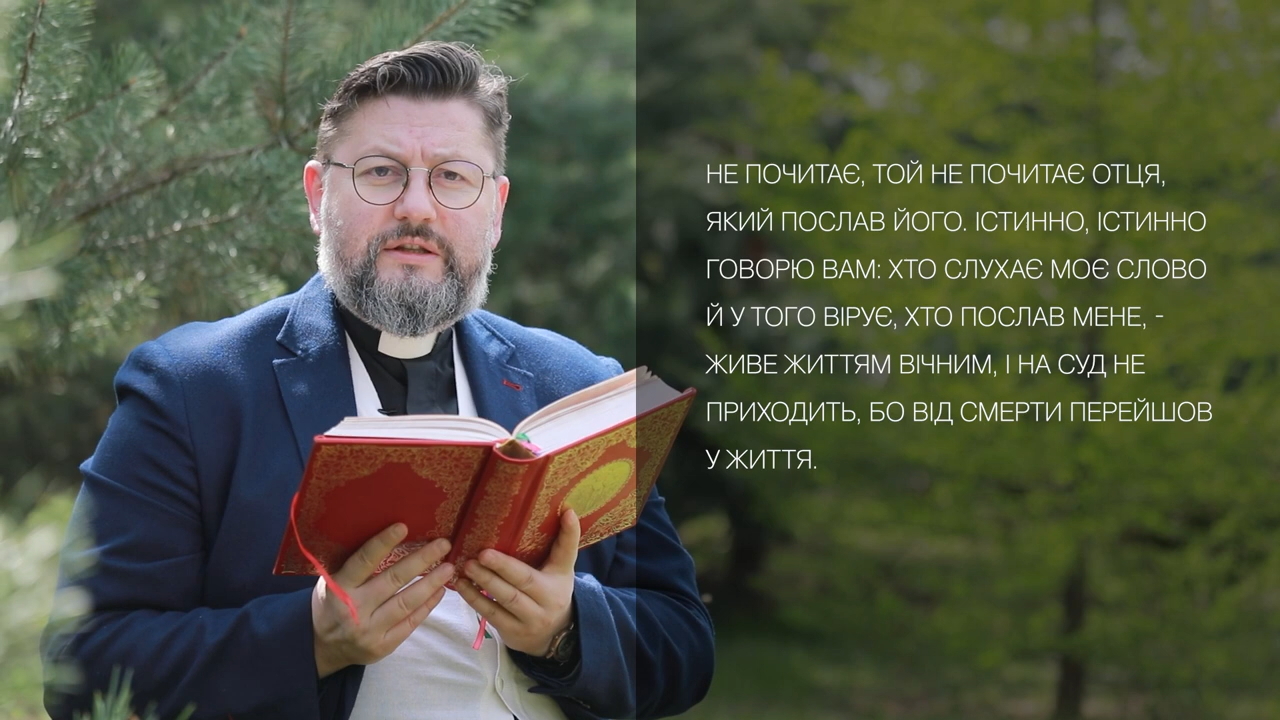 НЕ ПОЧИТАЄ, ТОЙ НЕ ПОЧИТАЄ ОТЦЯ,
ЯКИЙ ПОСЛАВ ЙОГО. ІСТИННО, ІСТИННО
ГОВОРЮ ВАМ: ХТО СЛУХАЄ МОЄ СЛОВО
Й У ТОГО ВІРУЄ, ХТО ПОСЛАВ МЕНЕ, -
ЖИВЕ ЖИТТЯМ ВІЧНИМ, І НА СУД НЕ
ПРИХОДИТЬ, БО ВІД СМЕРТИ ПЕРЕЙШОВ
У ЖИТТЯ.